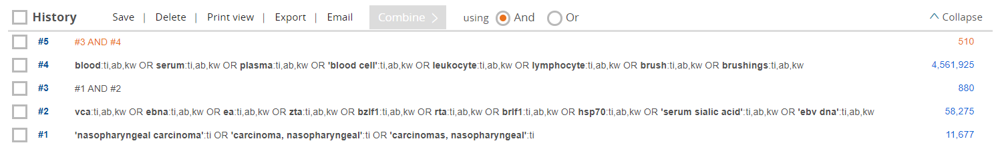 History Save | Delete | Print view | Export | Email Combine > using And Or Collapse
#5 #3 AND #4 510
#4 blood:ti,ab,kw OR serum:ti,ab,kw OR plasma:ti,ab,kw OR 'blood cell':ti,ab,kw OR leukocyte:ti,ab,kw OR lymphocyte:ti,ab,kw OR brush:ti,ab,kw OR brushings:ti,ab,kw 4,561,925
#3 #1 AND #2 880
#2 vca:ti,ab,kw OR ebna:ti,ab,kw OR ea:ti,ab,kw OR zta:ti,ab,kw OR bzlf1:ti,ab,kw OR rta:ti,ab,kw OR brlf1:ti,ab,kw OR hsp70:ti,ab,kw OR 'serum sialic acid':ti,ab,kw OR 'ebv dna':ti,ab,kw 58,275
#1 'nasopharyngeal carcinoma':ti OR 'carcinoma, nasopharyngeal':ti OR 'carcinomas, nasopharyngeal':ti 11,677